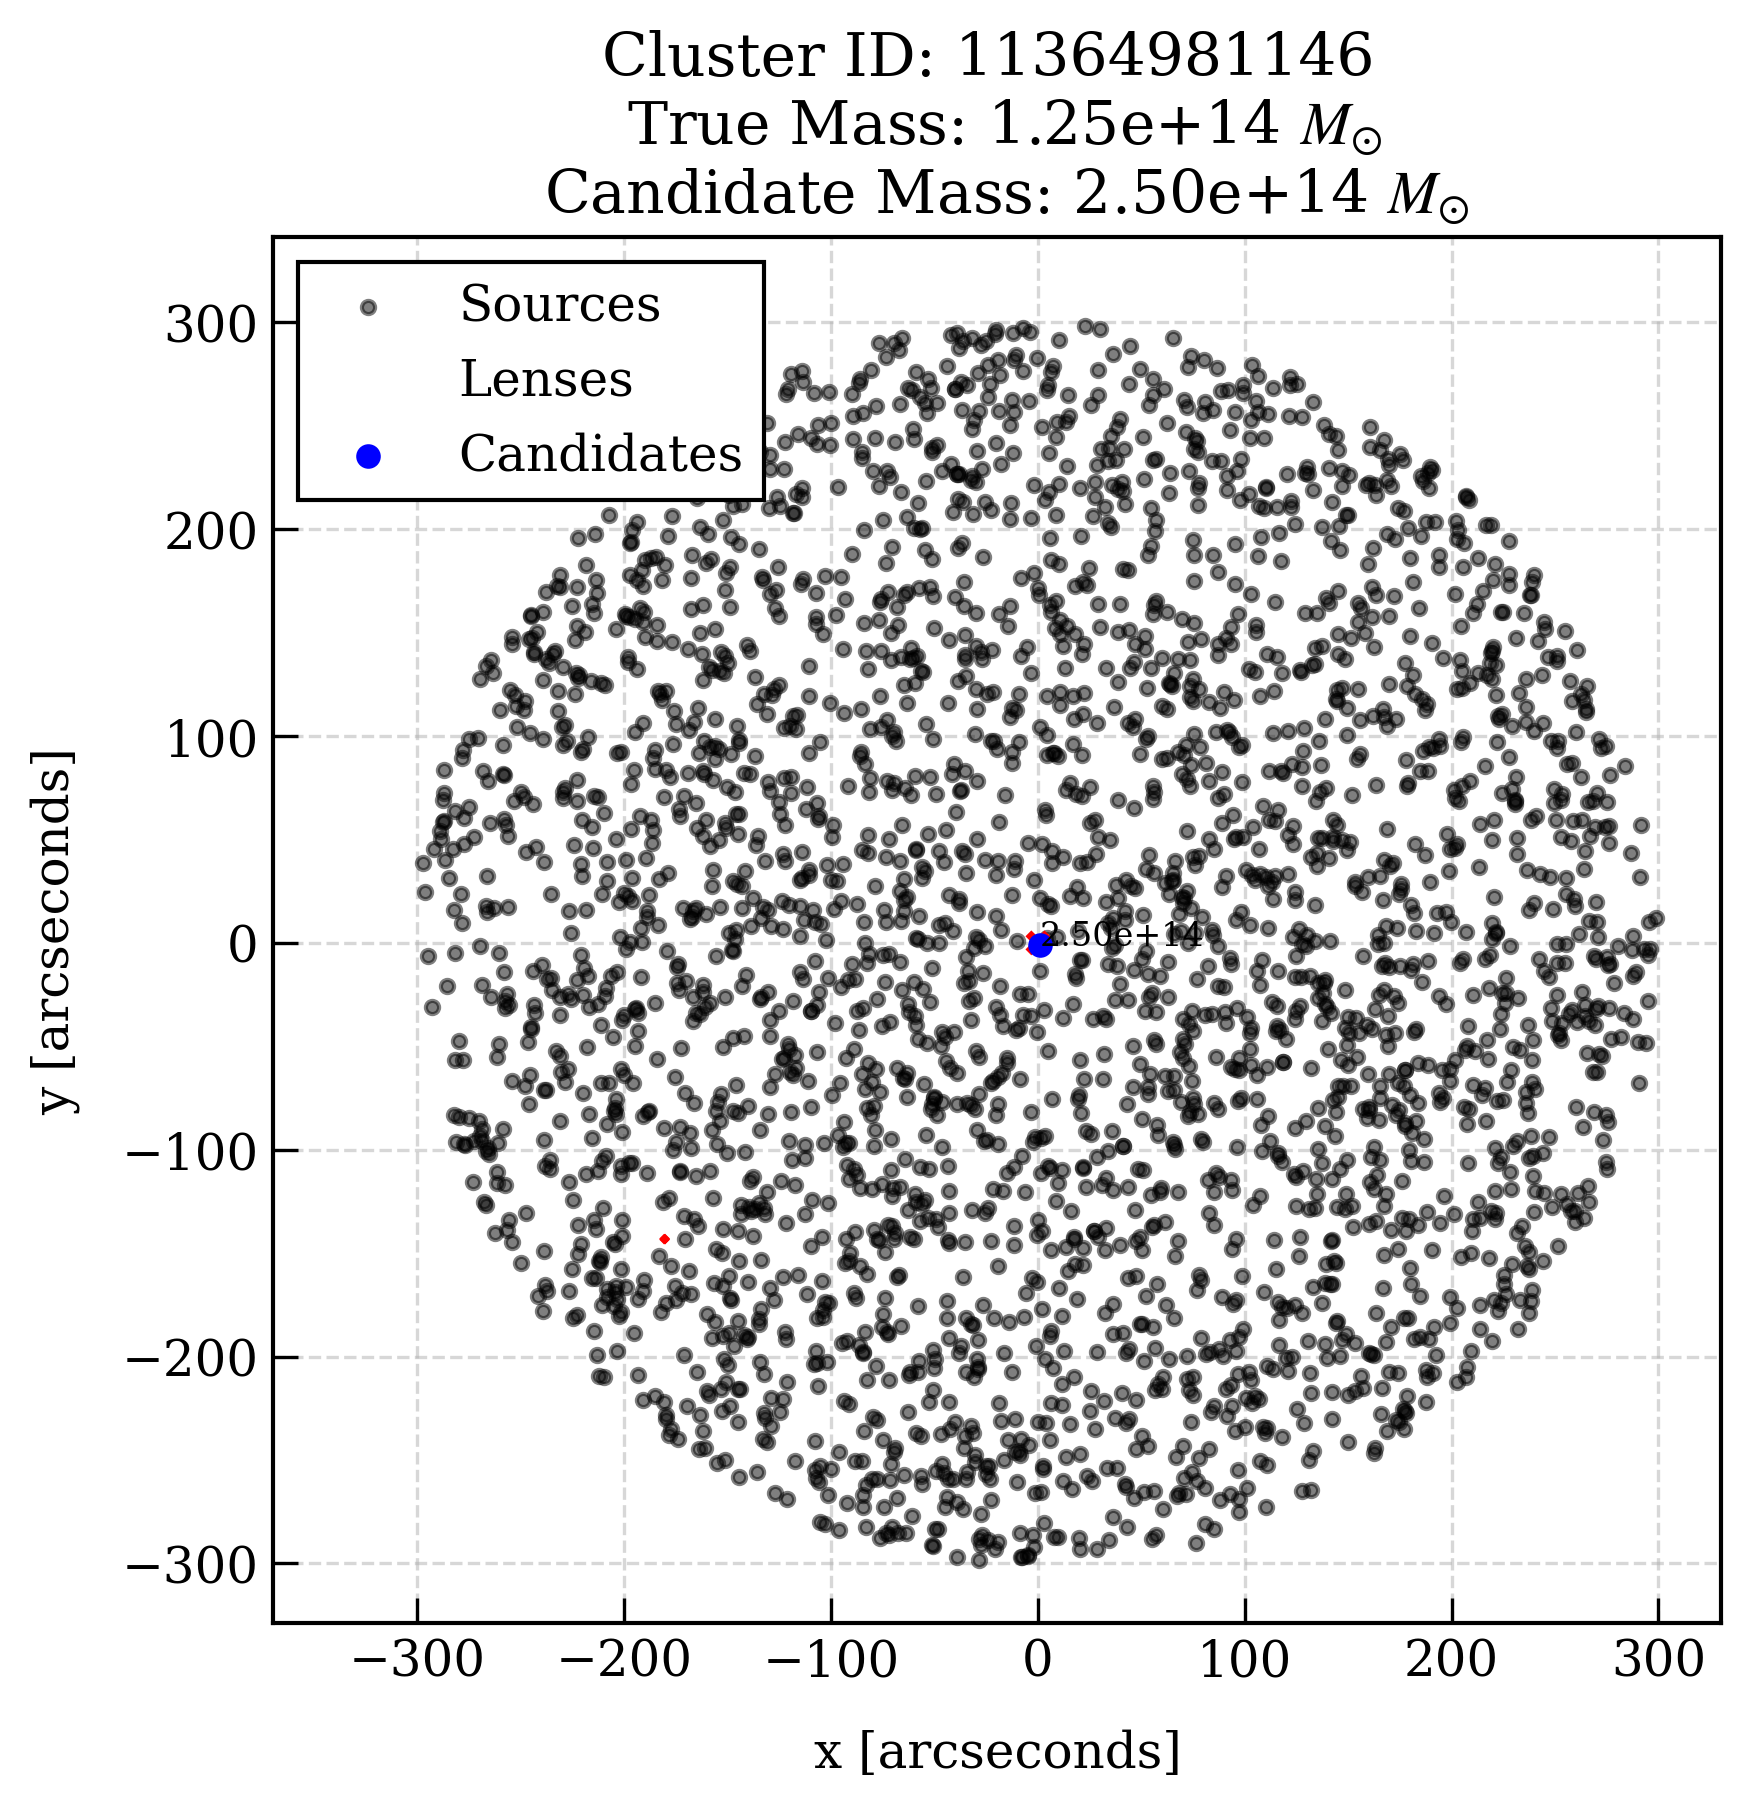 Cluster ID: 11364981146
True Mass: 1.25e+14 M⊙
Candidate Mass: 2.50e+14 M⊙
Sources
Lenses
Candidates
300
200
100
0
−100
−200
−300
2.50e+14
y [arcseconds]
−300 −200 −100 0 100 200 300
x [arcseconds]